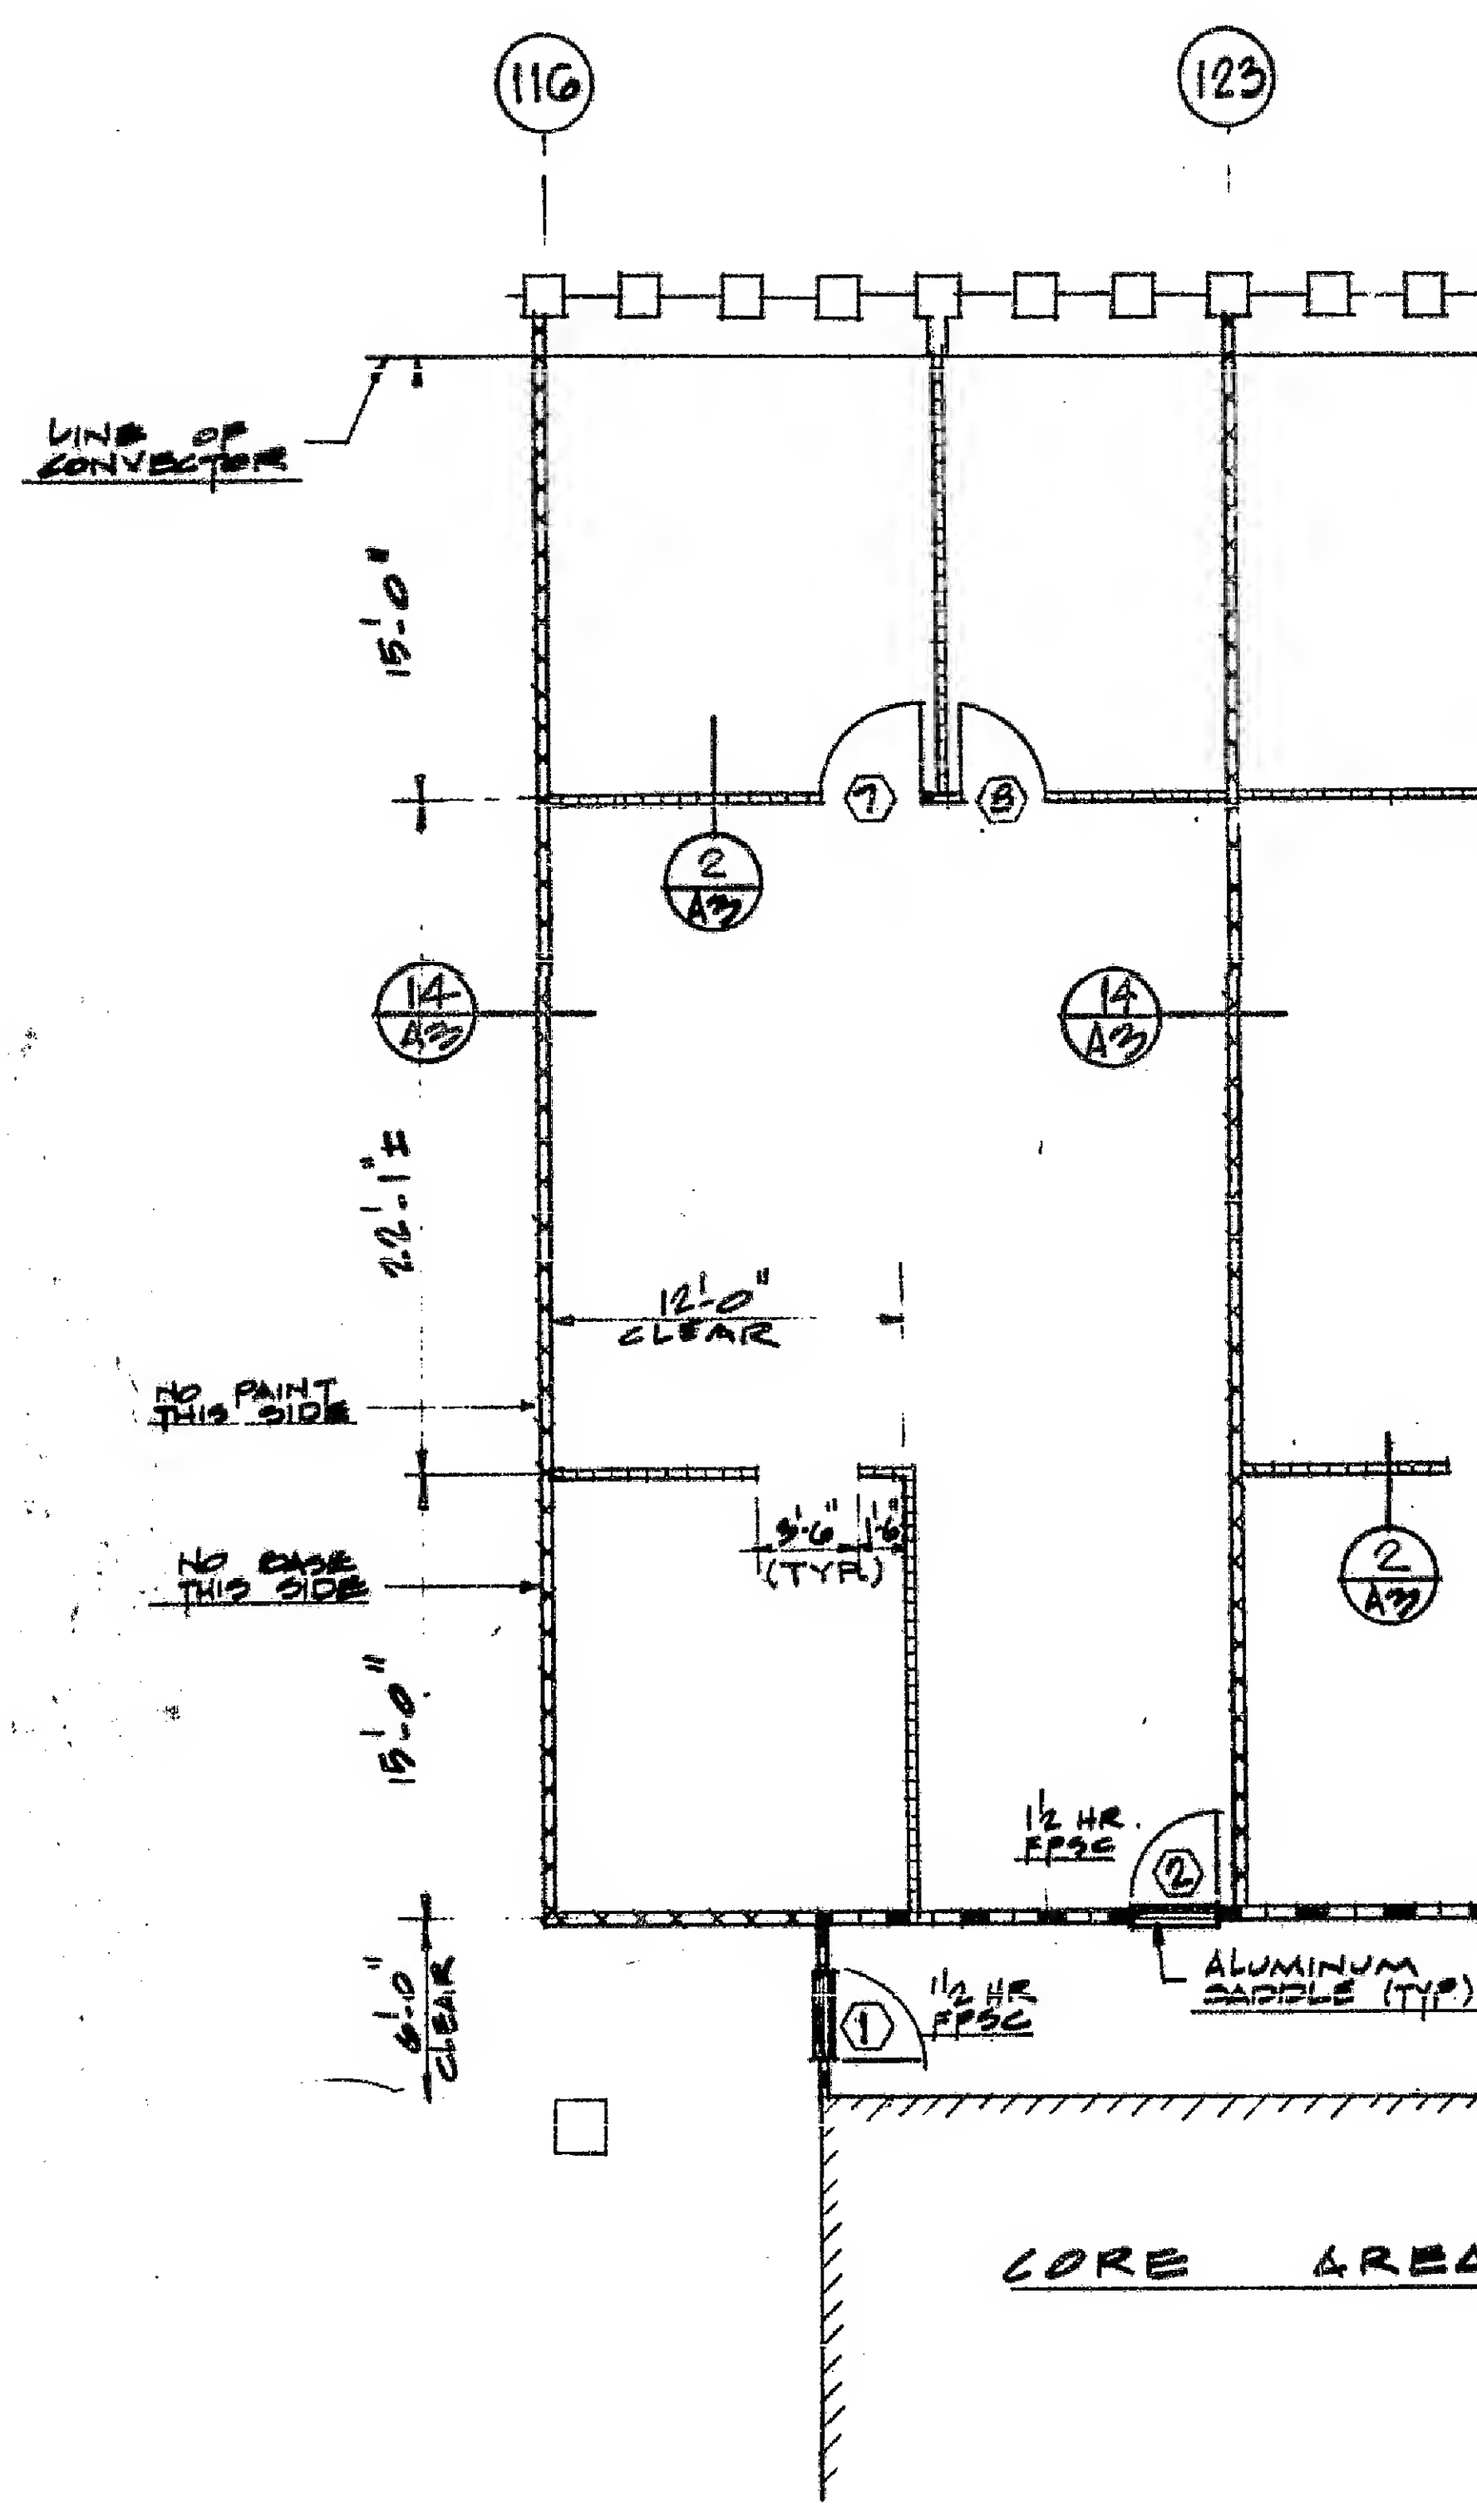 116
123
LINE OF
CONVECTOR
15'-0"
7
8
2
A3
14
A3
14
A3
22'-1"±
12'-0"
CLEAR
NO PAINT
THIS SIDE
3'-6"
1'-6"
(TYP.)
2
A3
NO BASE
THIS SIDE
15'-0"
1½ HR.
FPSC
2
6'-0"
CLEAR
1
1½ HR
FPSC
ALUMINUM
SADDLE (TYP.)
CORE AREA